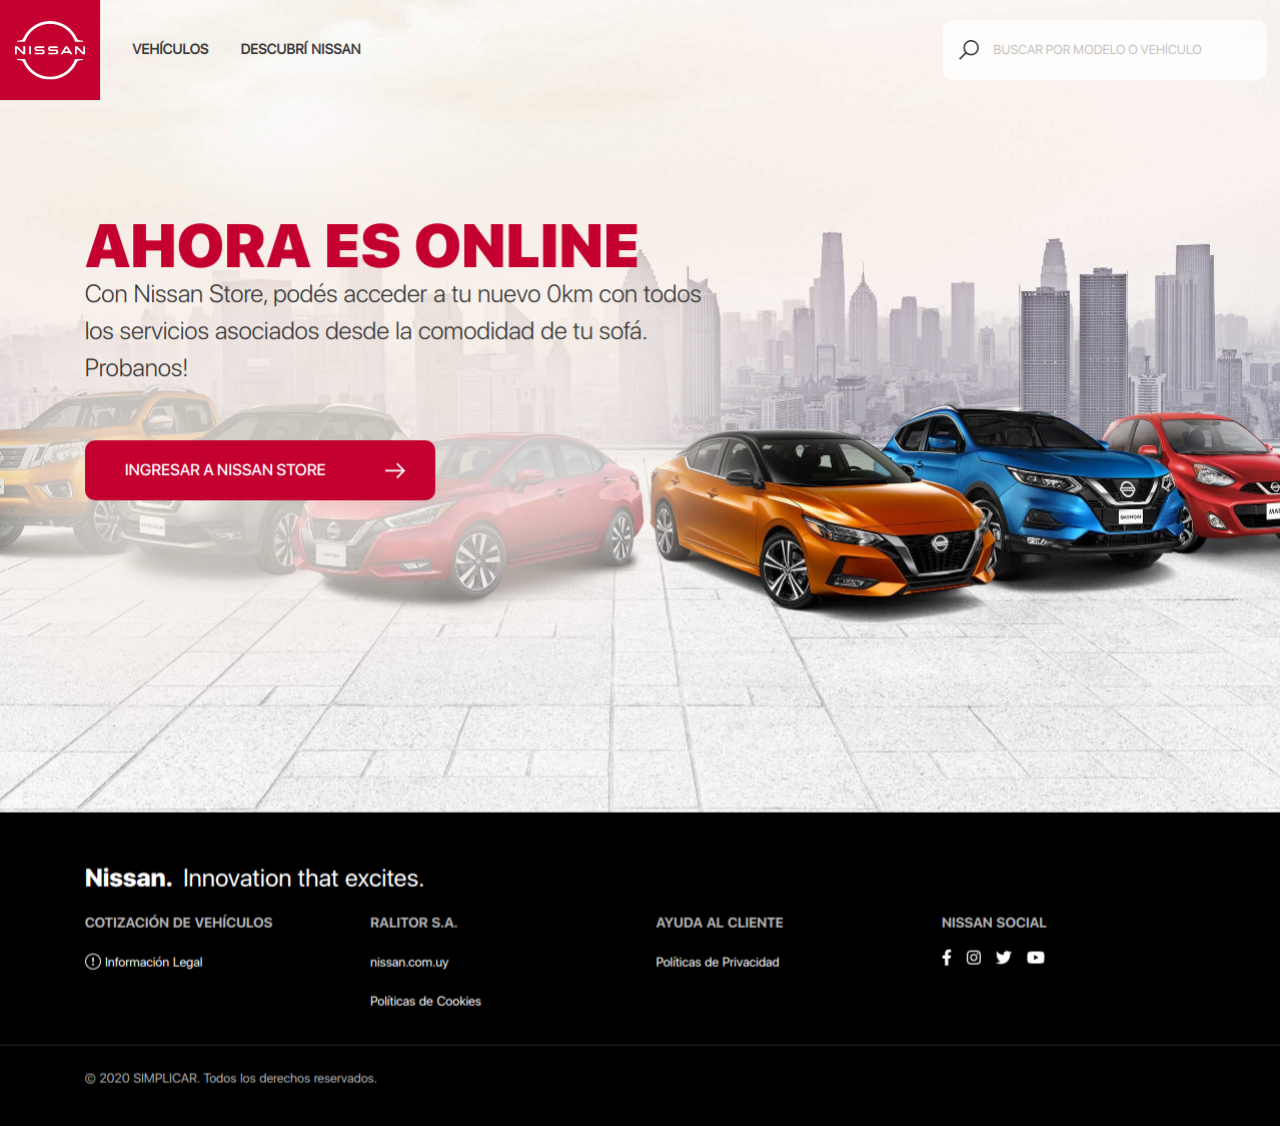 NISSAN
VEHÍCULOS
DESCUBRÍ NISSAN
BUSCAR POR MODELO O VEHÍCULO
AHORA ES ONLINE
Con Nissan Store, podés acceder a tu nuevo 0km con todos
los servicios asociados desde la comodidad de tu sofá.
Probanos!
INGRESAR A NISSAN STORE
QASHQAI
Nissan. Innovation that excites.
COTIZACIÓN DE VEHÍCULOS
Información Legal
RALITOR S.A.
nissan.com.uy
Políticas de Cookies
AYUDA AL CLIENTE
Políticas de Privacidad
NISSAN SOCIAL
© 2020 SIMPLICAR. Todos los derechos reservados.